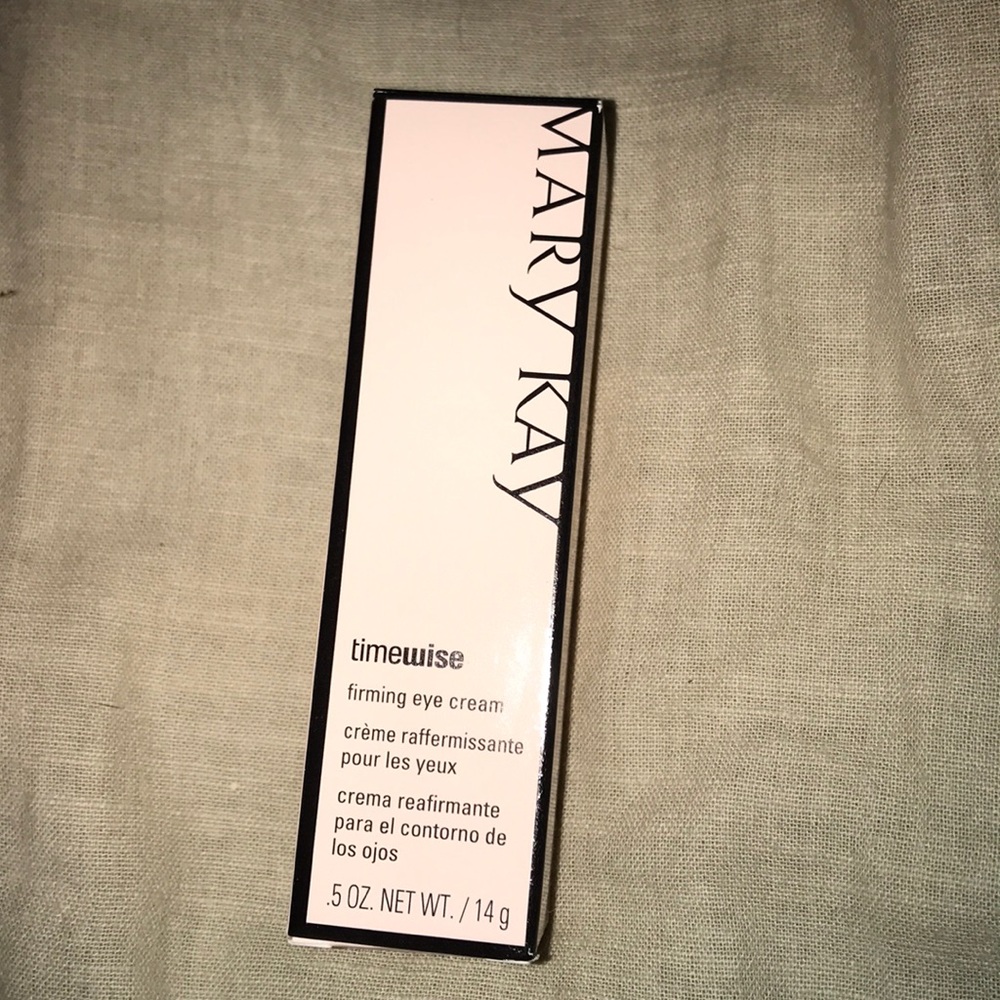 MARY KAY
timewise
firming eye cream
crème raffermissante
pour les yeux
crema reafirmante
para el contorno de
los ojos
.5 OZ. NET WT. / 14 g